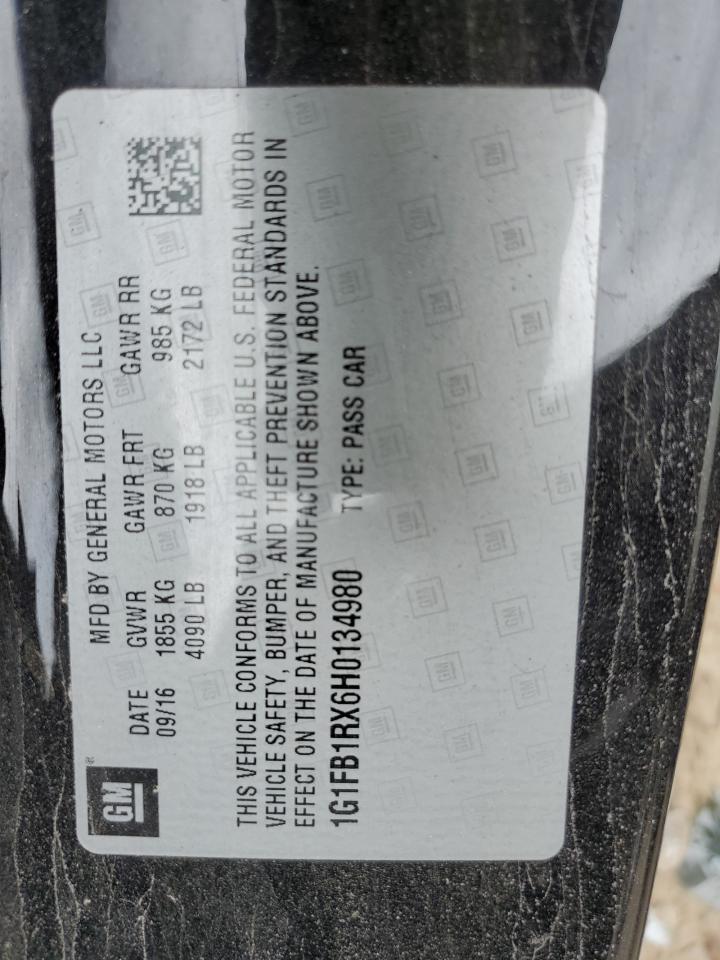 GM ®
MFD BY GENERAL MOTORS LLC
DATE GVWR GAWR FRT GAWR RR
09/16 1855 KG 870 KG 985 KG
4090 LB 1918 LB 2172 LB
THIS VEHICLE CONFORMS TO ALL APPLICABLE U.S. FEDERAL MOTOR
VEHICLE SAFETY, BUMPER, AND THEFT PREVENTION STANDARDS IN
EFFECT ON THE DATE OF MANUFACTURE SHOWN ABOVE.
1G1FB1RX6H0134980 TYPE: PASS CAR